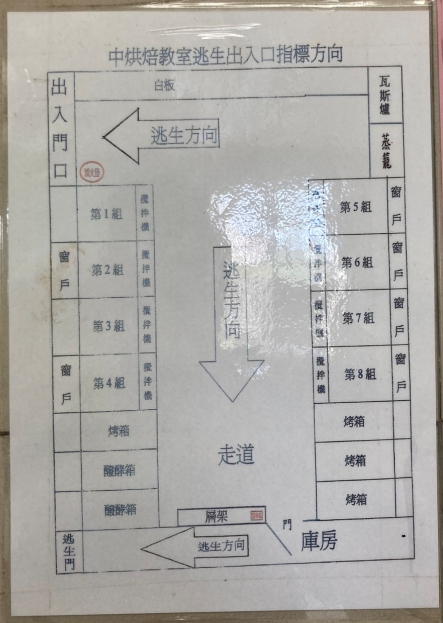 中烘焙教室逃生出入口指標方向
白板
出入門口
瓦斯爐
蒸籠
逃生方向
第1組
攪拌機
第5組
窗戶
窗戶
第2組
攪拌機
逃生方向
攪拌機
第6組
窗戶
第3組
攪拌機
攪拌機
第7組
窗戶
窗戶
第4組
攪拌機
攪拌機
第8組
窗戶
烤箱
烤箱
走道
醱酵箱
烤箱
醱酵箱
烤箱
層架
門
庫房
逃生門
逃生方向